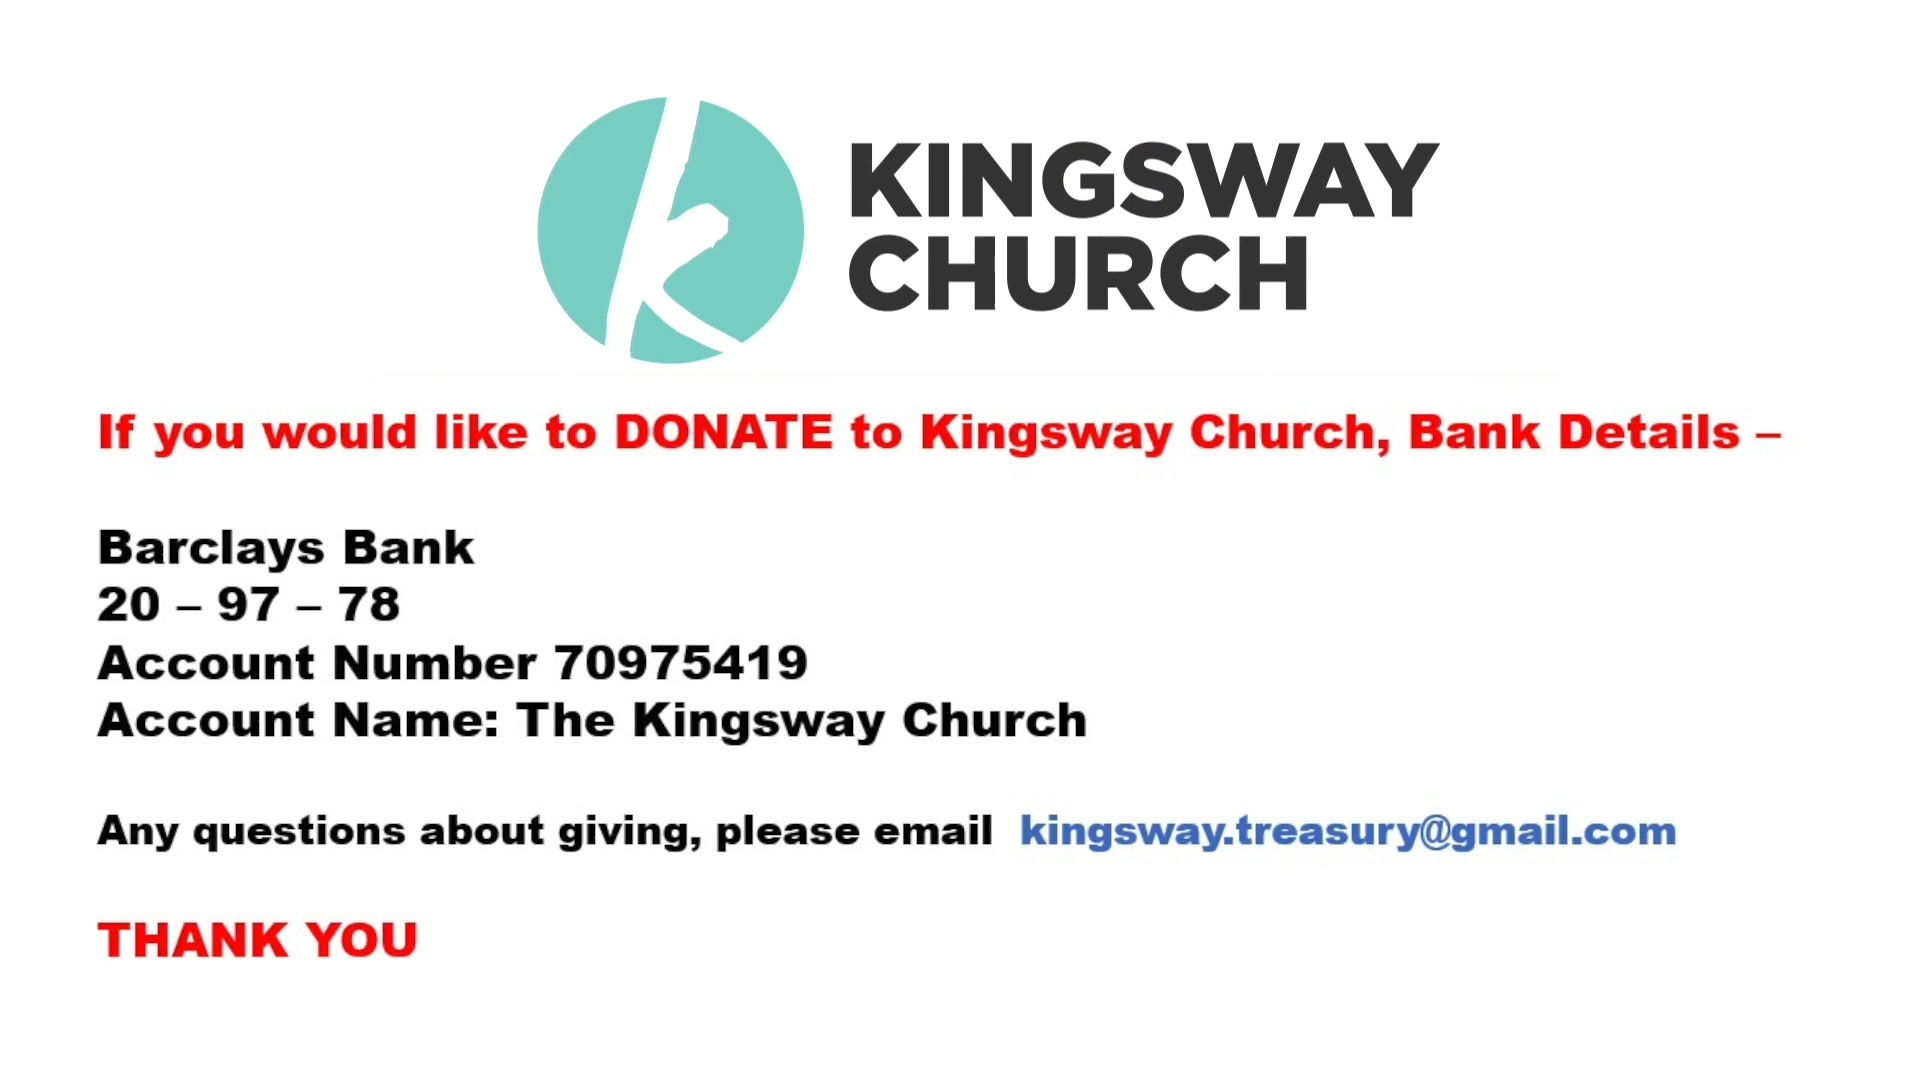 KINGSWAY
CHURCH
If you would like to DONATE to Kingsway Church, Bank Details –
Barclays Bank
20 – 97 – 78
Account Number 70975419
Account Name: The Kingsway Church
Any questions about giving, please email kingsway.treasury@gmail.com
THANK YOU